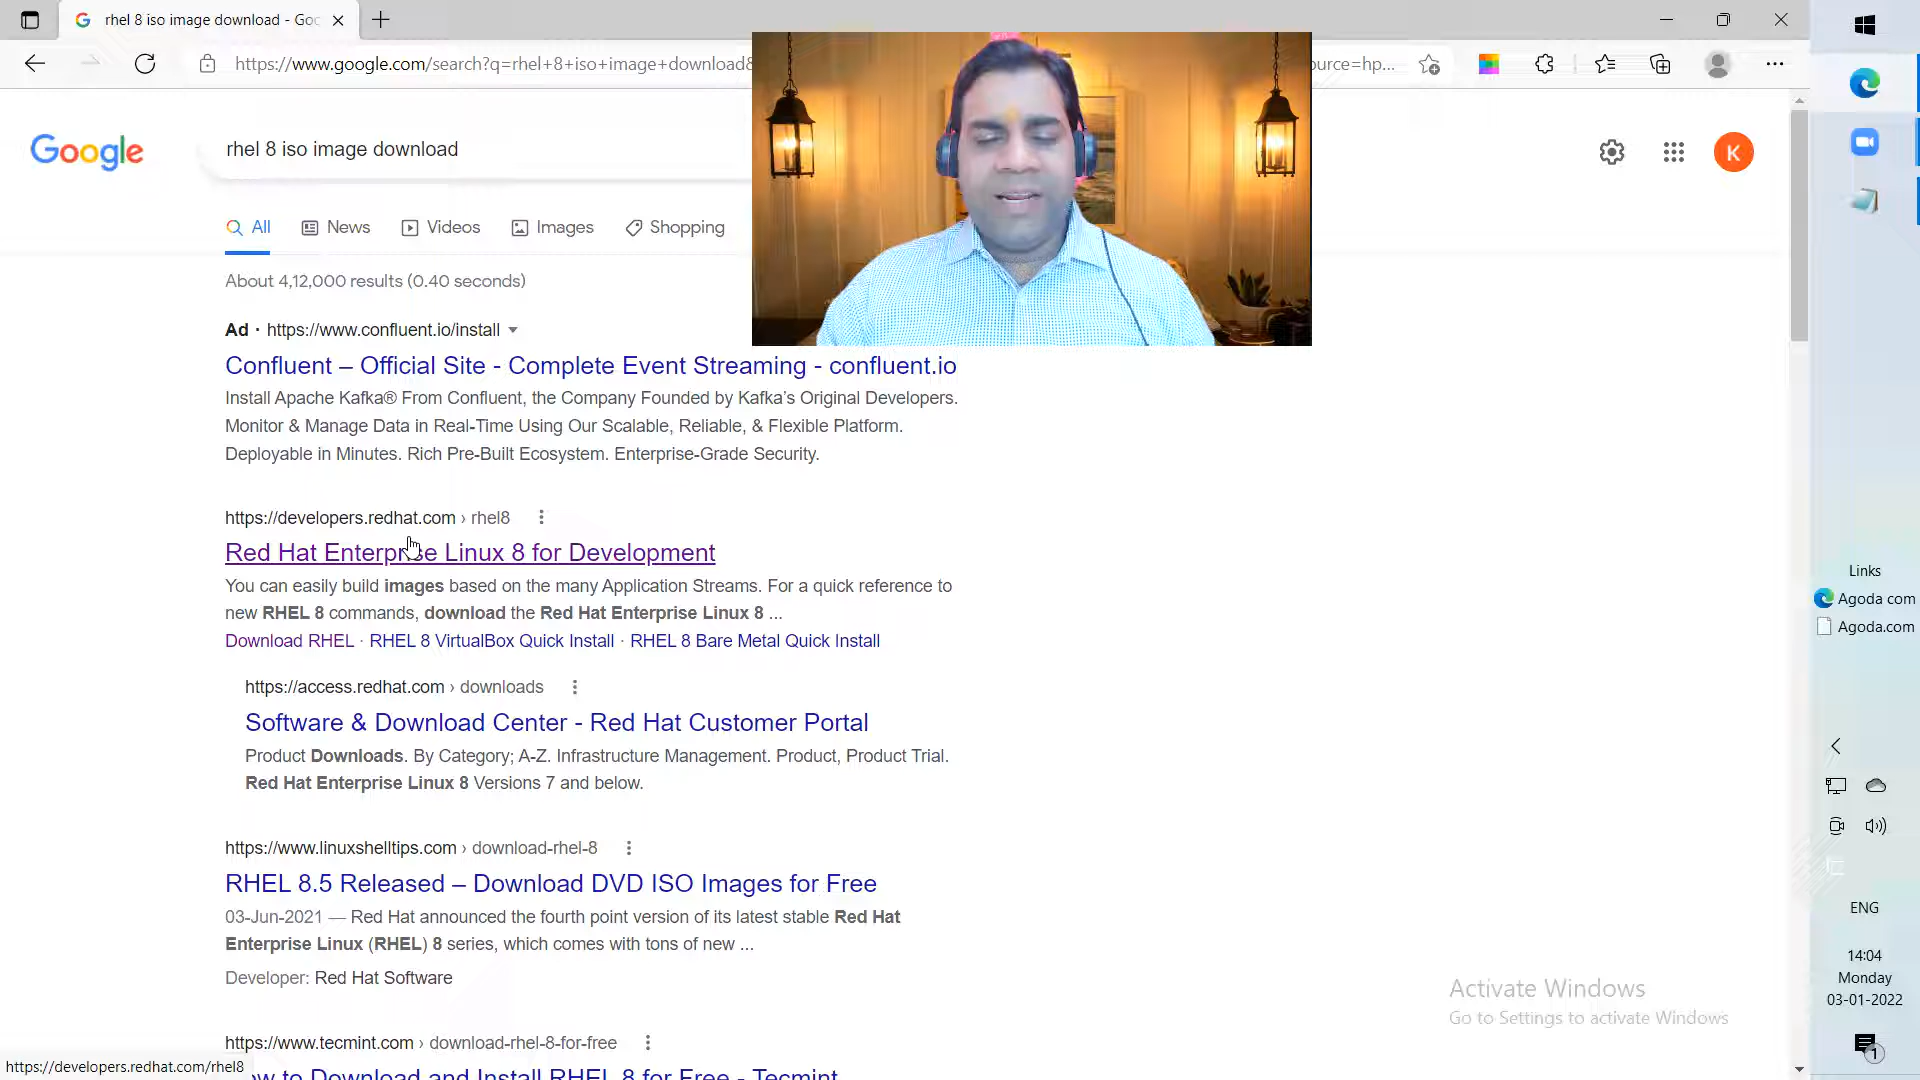 rhel 8 iso image download - Goo
https://www.google.com/search?q=rhel+8+iso+image+download&
ource=hp...
Google
rhel 8 iso image download
K
All
News
Videos
Images
Shopping
About 4,12,000 results (0.40 seconds)
Ad · https://www.confluent.io/install
Confluent – Official Site - Complete Event Streaming - confluent.io
Install Apache Kafka® From Confluent, the Company Founded by Kafka's Original Developers.
Monitor & Manage Data in Real-Time Using Our Scalable, Reliable, & Flexible Platform.
Deployable in Minutes. Rich Pre-Built Ecosystem. Enterprise-Grade Security.
https://developers.redhat.com › rhel8
Red Hat Enterprise Linux 8 for Development
You can easily build images based on the many Application Streams. For a quick reference to
new RHEL 8 commands, download the Red Hat Enterprise Linux 8 ...
Download RHEL · RHEL 8 VirtualBox Quick Install · RHEL 8 Bare Metal Quick Install
https://access.redhat.com › downloads
Software & Download Center - Red Hat Customer Portal
Product Downloads. By Category; A-Z. Infrastructure Management. Product, Product Trial.
Red Hat Enterprise Linux 8 Versions 7 and below.
https://www.linuxshelltips.com › download-rhel-8
RHEL 8.5 Released – Download DVD ISO Images for Free
03-Jun-2021 — Red Hat announced the fourth point version of its latest stable Red Hat
Enterprise Linux (RHEL) 8 series, which comes with tons of new ...
Developer: Red Hat Software
https://www.tecmint.com › download-rhel-8-for-free
to Download and Install RHEL 8 for Free - Tecmint
https://developers.redhat.com/rhel8
Activate Windows
Go to Settings to activate Windows
Links
Agoda com
Agoda.com
ENG
14:04
Monday
03-01-2022
1